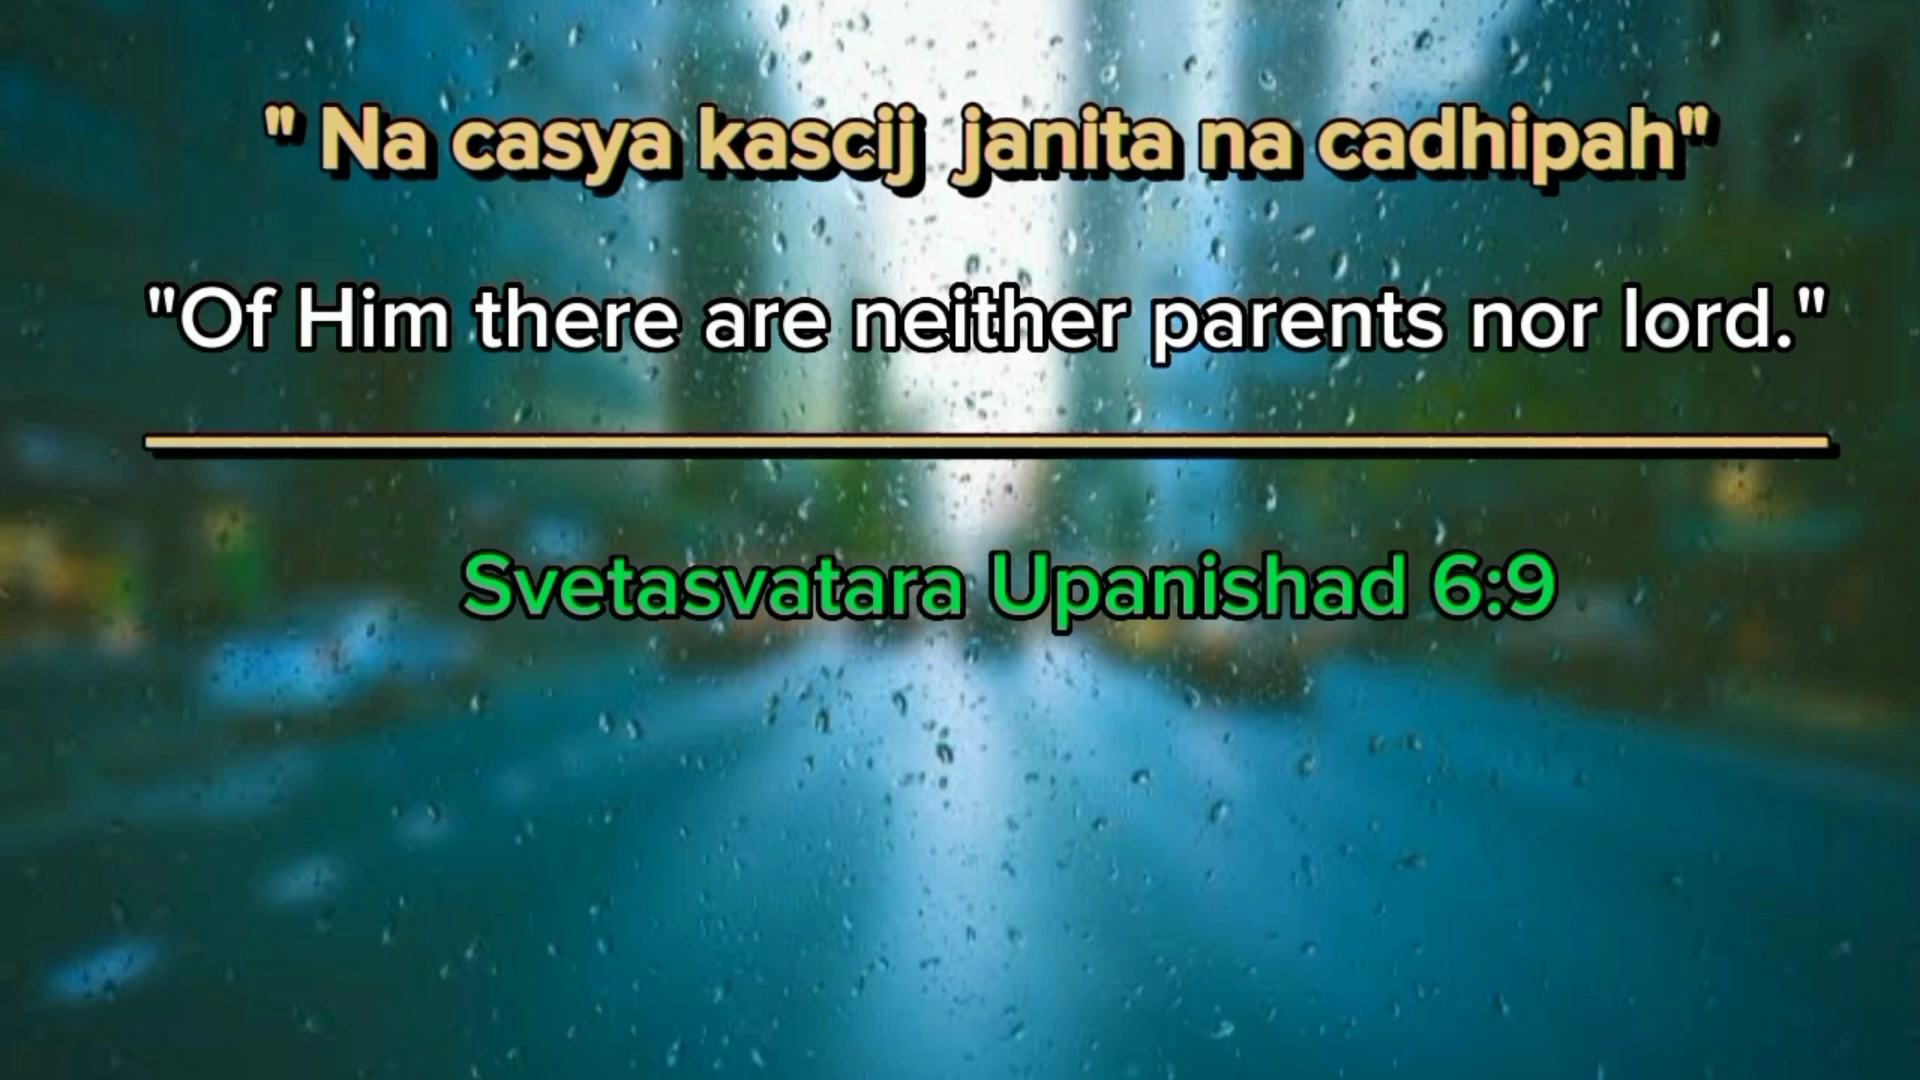 " Na casya kascij janita na cadhipah"
"Of Him there are neither parents nor lord."
Svetasvatara Upanishad 6:9